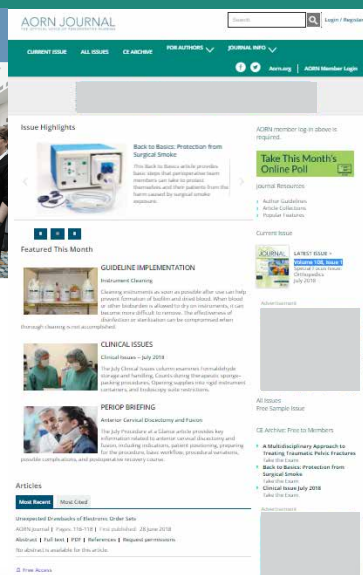 AORN JOURNAL
THE OFFICIAL VOICE OF PERIOPERATIVE NURSING
Search
Login / Register
CURRENT ISSUE
ALL ISSUES
CE ARCHIVE
FOR AUTHORS
JOURNAL INFO
Aorn.org | AORN Member Login
Issue Highlights
Back to Basics: Protection from
Surgical Smoke
This Back to Basics article provides
basic steps that perioperative team
members can take to protect
themselves and their patients from the
harm caused by surgical smoke
exposure.
Featured This Month
GUIDELINE IMPLEMENTATION
Instrument Cleaning
Cleaning instruments as soon as possible after use can help
prevent formation of biofilm and dried blood. When blood
or other bioburden is allowed to dry on instruments, it can
become more difficult to remove. The effectiveness of
disinfection or sterilization can be compromised when
thorough cleaning is not accomplished.
CLINICAL ISSUES
Clinical Issues – July 2018
The July Clinical Issues column examines Formaldehyde
storage and handling, Counts during therapeutic sponge-
packing procedures, Opening supplies into rigid instrument
containers, and Endoscopy suite restrictions.
PERIOP BRIEFING
Anterior Cervical Discectomy and Fusion
The July Procedure at a Glance article provides key
information related to anterior cervical discectomy and
fusion, including indications, patient positioning, preparing
for the procedure, basic workflow, procedural variations,
possible complications, and postoperative recovery course.
Articles
Most Recent
Most Cited
Unexpected Drawbacks of Electronic Order Sets
AORN Journal | Pages: 116-118 | First published: 28 June 2018
Abstract | Full text | PDF | References | Request permissions
No abstract is available for this article.
Free Access
AORN member log in above is
required.
Take This Month's
Online Poll
Journal Resources
Author Guidelines
Article Collections
Popular Features
Current Issue
JOURNAL
LATEST ISSUE >
Volume 108, Issue 1
Special Focus Issue:
Orthopedics
July 2018
Advertisement
All Issues
Free Sample Issue
CE Archive: Free to Members
A Multidisciplinary Approach to
Treating Traumatic Pelvic Fractures
Take the Exam
Back to Basics: Protection from
Surgical Smoke
Take the Exam
Clinical Issue July 2018
Take the Exam
Advertisement